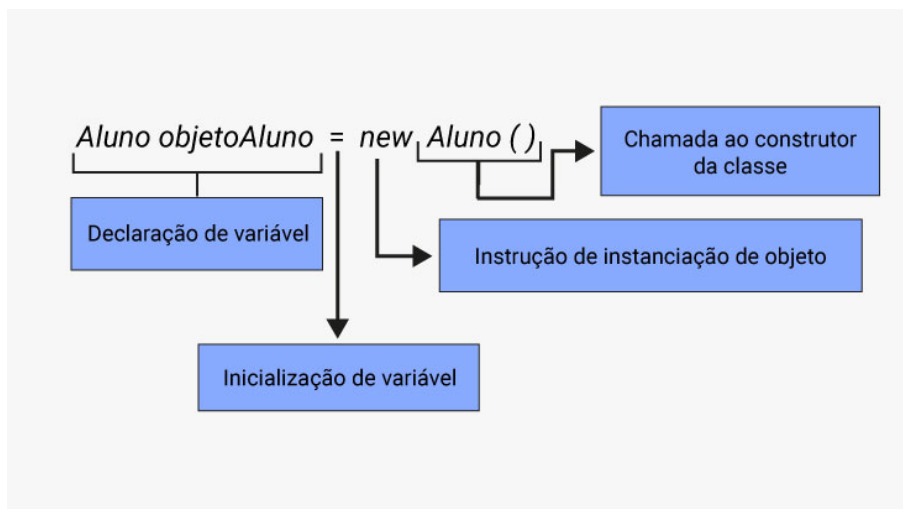 Aluno objetoAluno = new Aluno ( )
Chamada ao construtor
da classe
Declaração de variável
Instrução de instanciação de objeto
Inicialização de variável